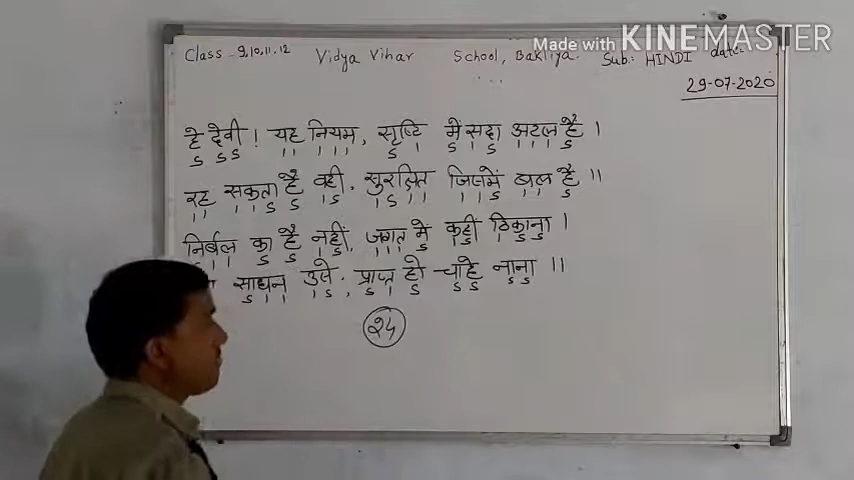 Made with KINEMASTER
Class - 9,10,11,12 Vidya Vihar School, Bakliya. Sub:- HINDI date-
29-07-2020
हे देवी ! यह नियम, सृष्टि में सदा अटल है ।
S S S S I I I I I S I S I S I I I S
रह सकता है वही, सुरक्षित जिसमें बल है ॥
I I I I S S I S I S I I I I S I I S
निर्बल का है नहीं, जगत में कहीं ठिकाना ।
S I I S S I S I I I S I S I S S
साधन उसे, प्राप्त हो चाहे नाना ॥
S I I I S, S I S S S S S
24